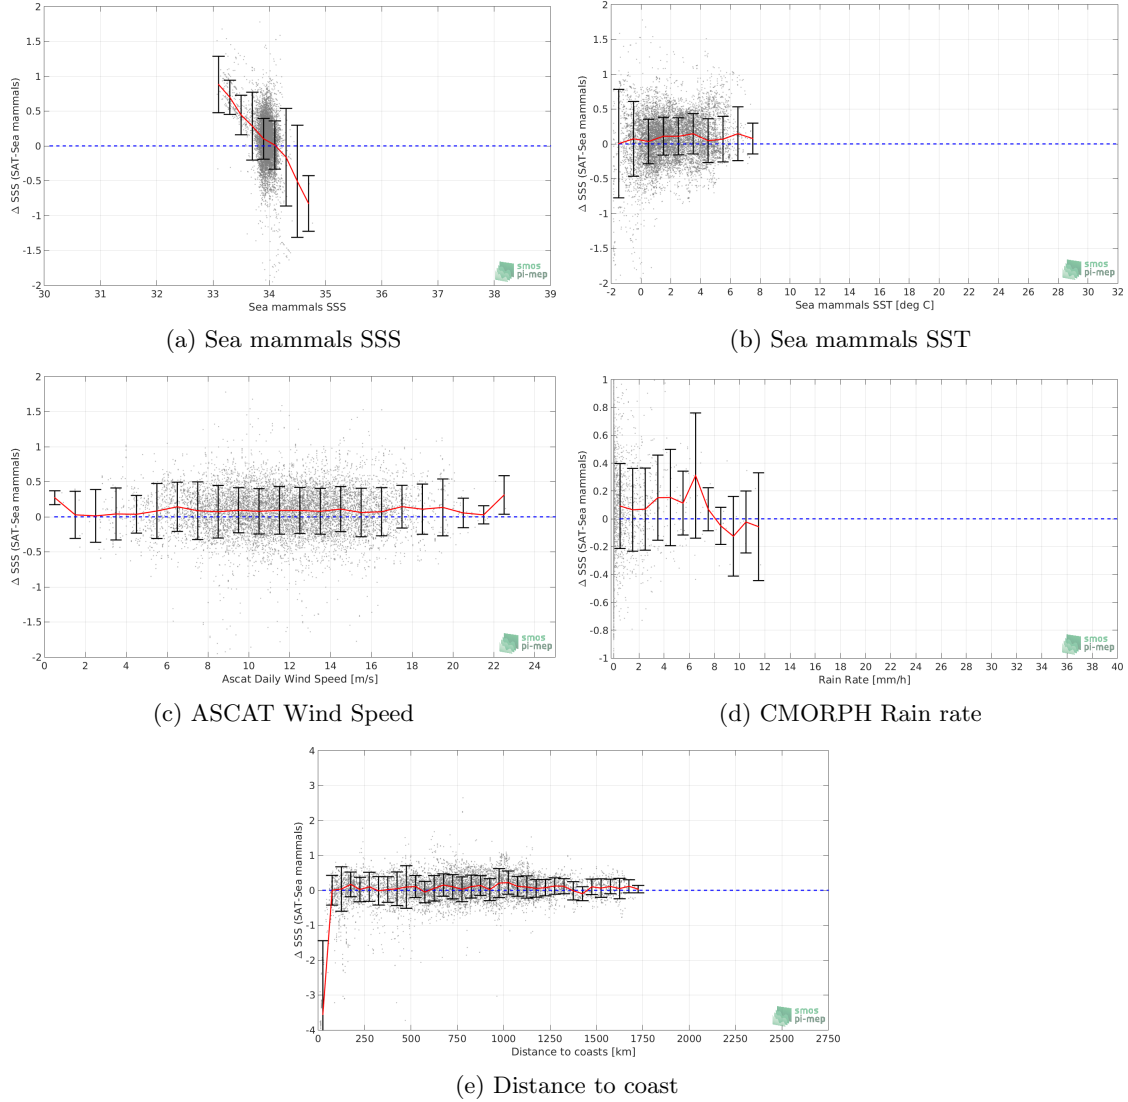 2
1.5
1
0.5
0
-0.5
-1
-1.5
-2
Δ SSS (SAT-Sea mammals)
30 31 32 33 34 35 36 37 38 39
Sea mammals SSS
smos
pi-mep
(a) Sea mammals SSS
2
1.5
1
0.5
0
-0.5
-1
-1.5
-2
Δ SSS (SAT-Sea mammals)
-2 0 2 4 6 8 10 12 14 16 18 20 22 24 26 28 30 32
Sea mammals SST [deg C]
smos
pi-mep
(b) Sea mammals SST
2
1.5
1
0.5
0
-0.5
-1
-1.5
-2
Δ SSS (SAT-Sea mammals)
0 2 4 6 8 10 12 14 16 18 20 22 24
Ascat Daily Wind Speed [m/s]
smos
pi-mep
(c) ASCAT Wind Speed
1
0.8
0.6
0.4
0.2
0
-0.2
-0.4
-0.6
-0.8
-1
Δ SSS (SAT-Sea mammals)
0 2 4 6 8 10 12 14 16 18 20 22 24 26 28 30 32 34 36 38 40
Rain Rate [mm/h]
smos
pi-mep
(d) CMORPH Rain rate
4
3
2
1
0
-1
-2
-3
-4
Δ SSS (SAT-Sea mammals)
0 250 500 750 1000 1250 1500 1750 2000 2250 2500 2750
Distance to coasts [km]
smos
pi-mep
(e) Distance to coast